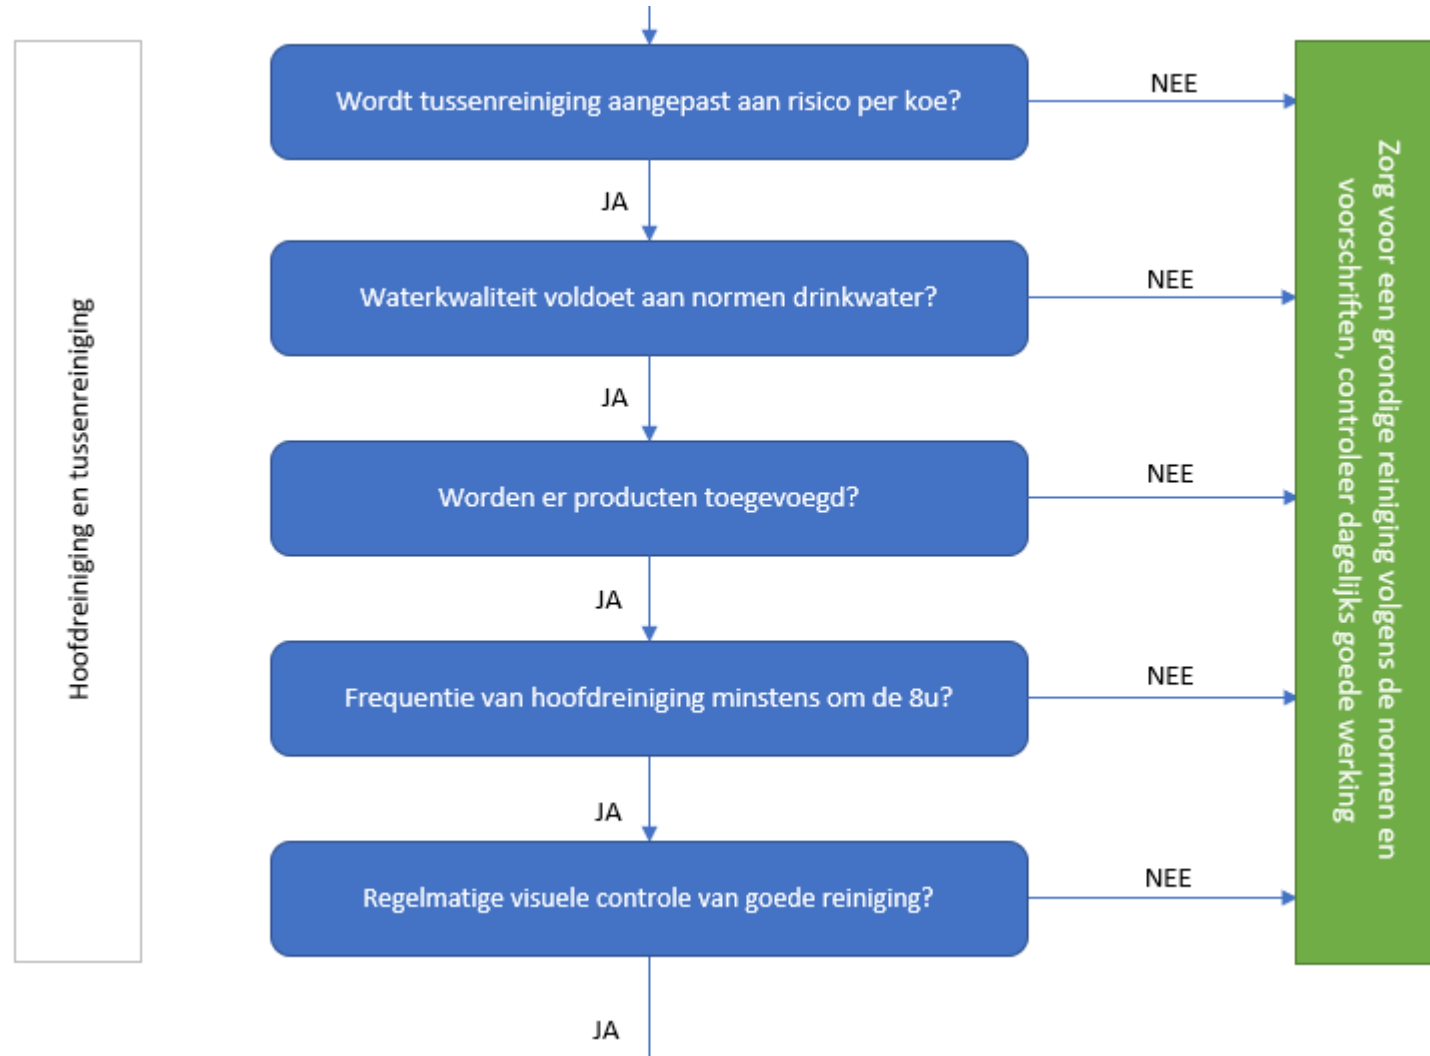 Hoofdreiniging en tussenreiniging
Wordt tussenreiniging aangepast aan risico per koe?
NEE
JA
Waterkwaliteit voldoet aan normen drinkwater?
NEE
JA
Worden er producten toegevoegd?
NEE
JA
Frequentie van hoofdreiniging minstens om de 8u?
NEE
JA
Regelmatige visuele controle van goede reiniging?
NEE
JA
Zorg voor een grondige reiniging volgens de normen en
voorschriften, controleer dagelijks goede werking